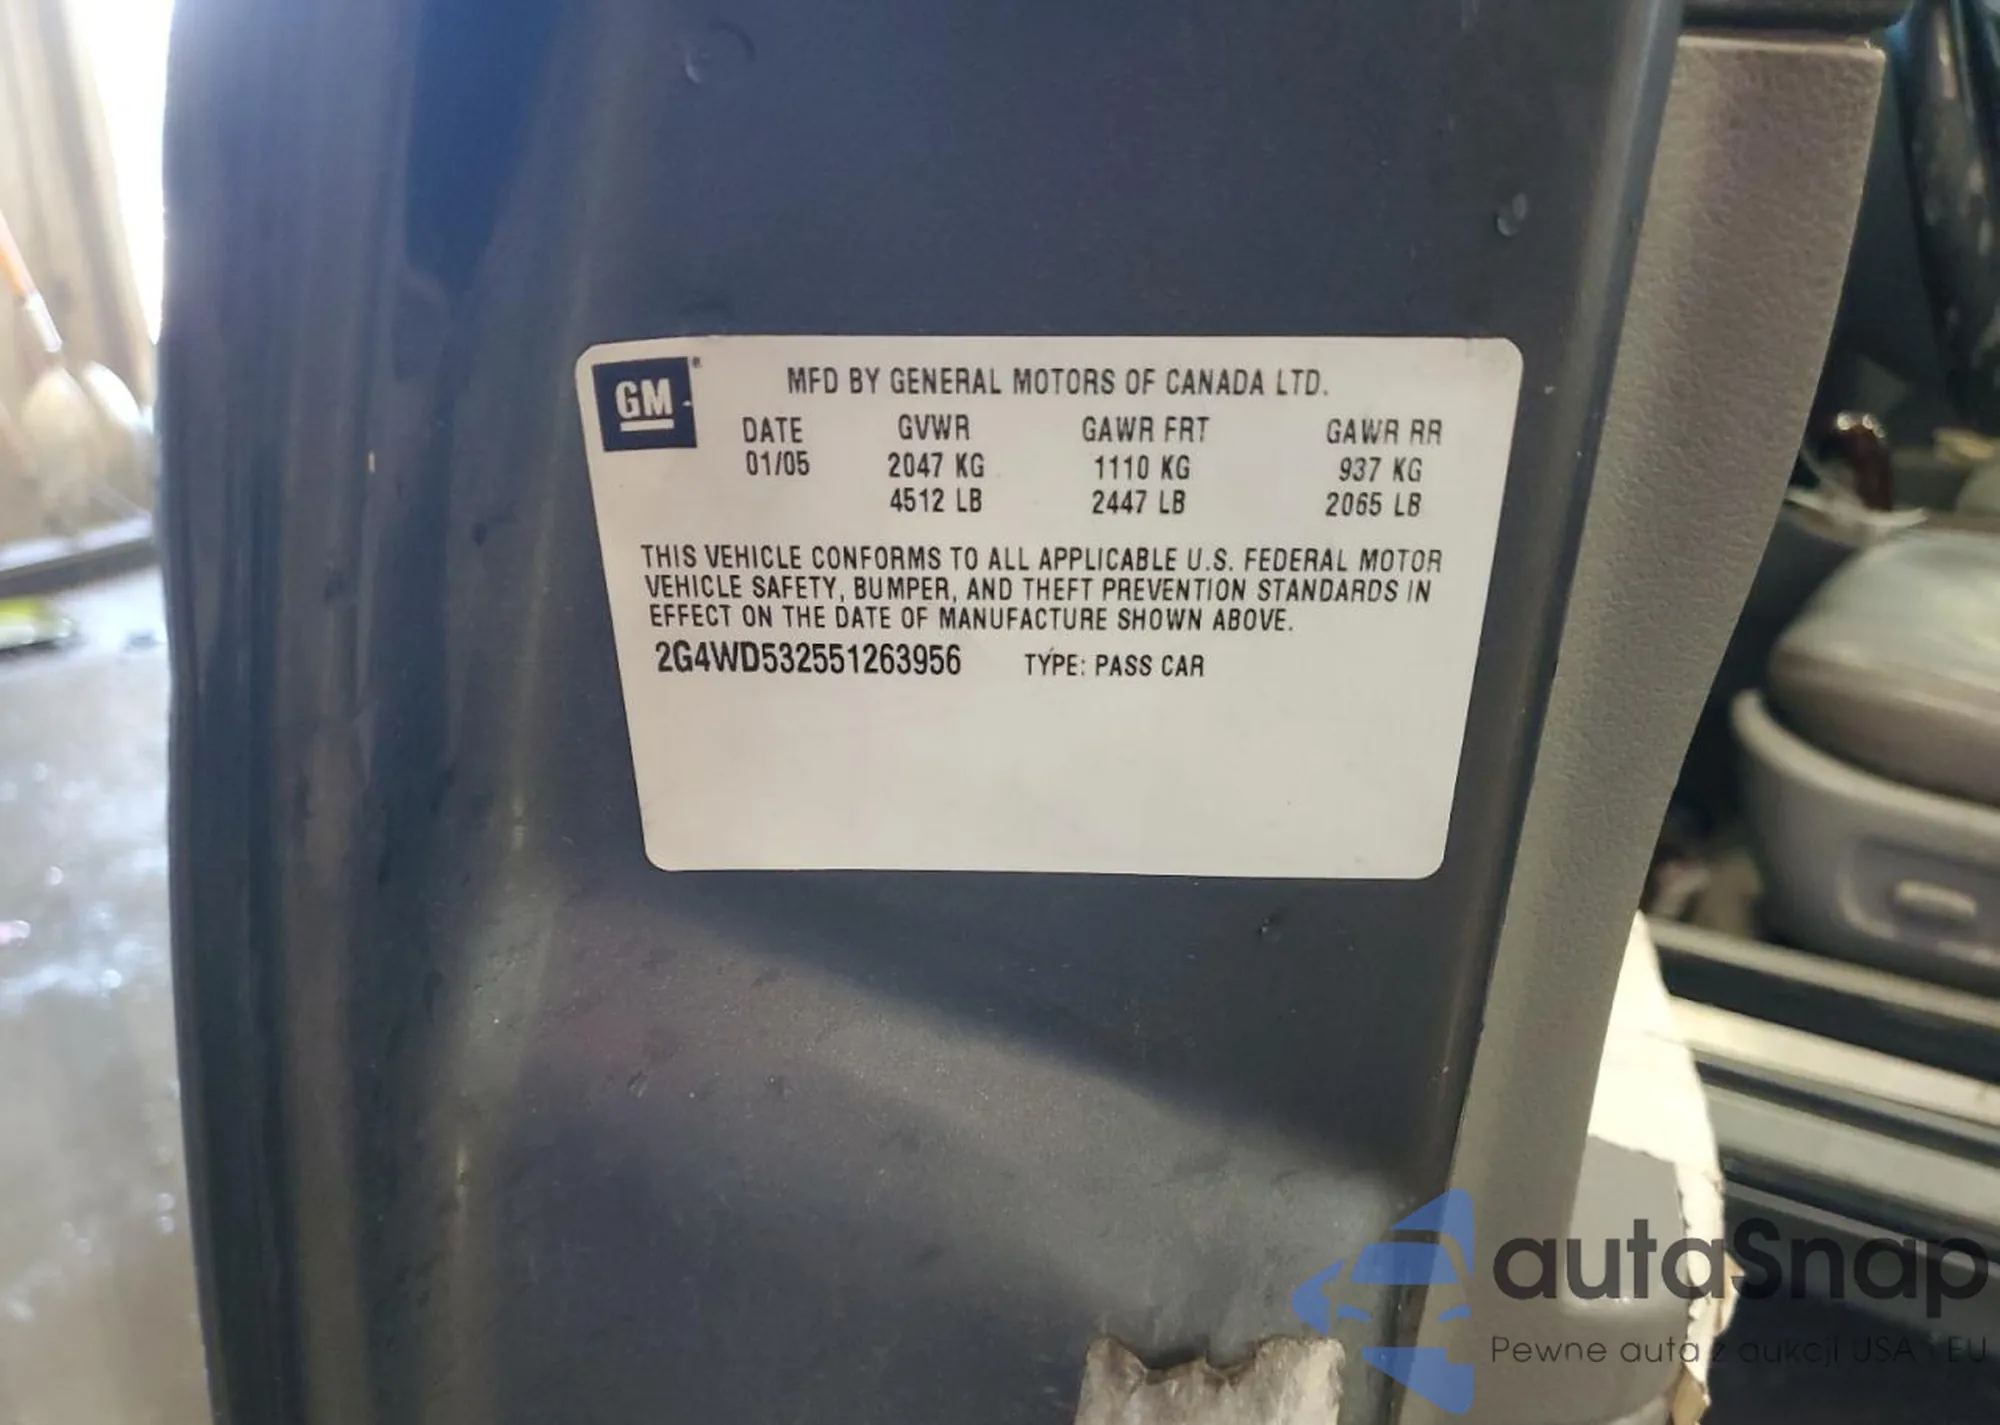 GM
MFD BY GENERAL MOTORS OF CANADA LTD.
DATE GVWR GAWR FRT GAWR RR
01/05 2047 KG 1110 KG 937 KG
4512 LB 2447 LB 2065 LB
THIS VEHICLE CONFORMS TO ALL APPLICABLE U.S. FEDERAL MOTOR
VEHICLE SAFETY, BUMPER, AND THEFT PREVENTION STANDARDS IN
EFFECT ON THE DATE OF MANUFACTURE SHOWN ABOVE.
2G4WD532551263956 TYPE: PASS CAR
autaSnap
Pewne auta z aukcji USA i EU